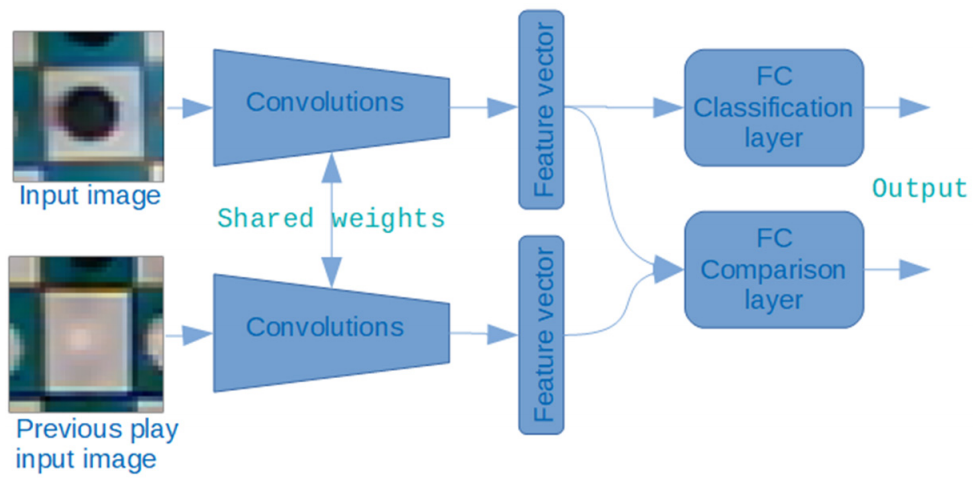 Input image
Convolutions
Feature vector
FC
Classification
layer
Shared weights
Output
Previous play
input image
Convolutions
Feature vector
FC
Comparison
layer